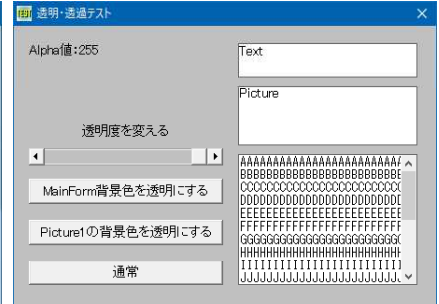 透明・透過テスト
Alpha値:255
Text
Picture
透明度を変える
MainForm背景色を透明にする
Picture1の背景色を透明にする
通常
AAAAAAAAAAAAAAAAAAAAAAAA
BBBBBBBBBBBBBBBBBBBBBBBB
CCCCCCCCCCCCCCCCCCCCCCCC
DDDDDDDDDDDDDDDDDDDDDDDD
EEEEEEEEEEEEEEEEEEEEEEEE
FFFFFFFFFFFFFFFFFFFFFFFF
GGGGGGGGGGGGGGGGGGGGGGGG
HHHHHHHHHHHHHHHHHHHHHHHH
IIIIIIIIIIIIIIIIIIIIIIII
JJJJJJJJJJJJJJJJJJJJJJJJ